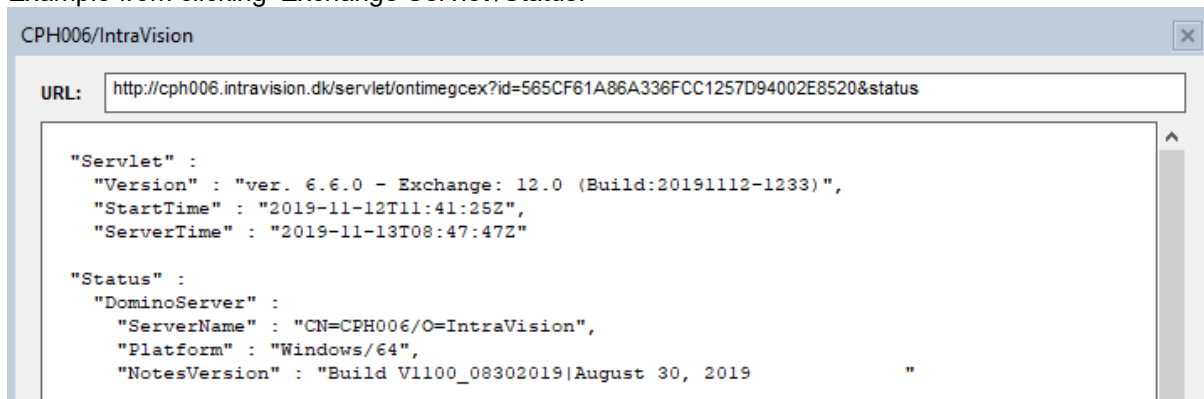 Example from clicking 'Exchange Servlet'/Status:
CPH006/IntraVision
URL: http://cph006.intravision.dk/servlet/ontimegcex?id=565CF61A86A336FCC1257D94002E8520&status
"Servlet" :
"Version" : "ver. 6.6.0 - Exchange: 12.0 (Build:20191112-1233)",
"StartTime" : "2019-11-12T11:41:25Z",
"ServerTime" : "2019-11-13T08:47:47Z"
"Status" :
"DominoServer" :
"ServerName" : "CN=CPH006/O=IntraVision",
"Platform" : "Windows/64",
"NotesVersion" : "Build V1100_08302019|August 30, 2019 "